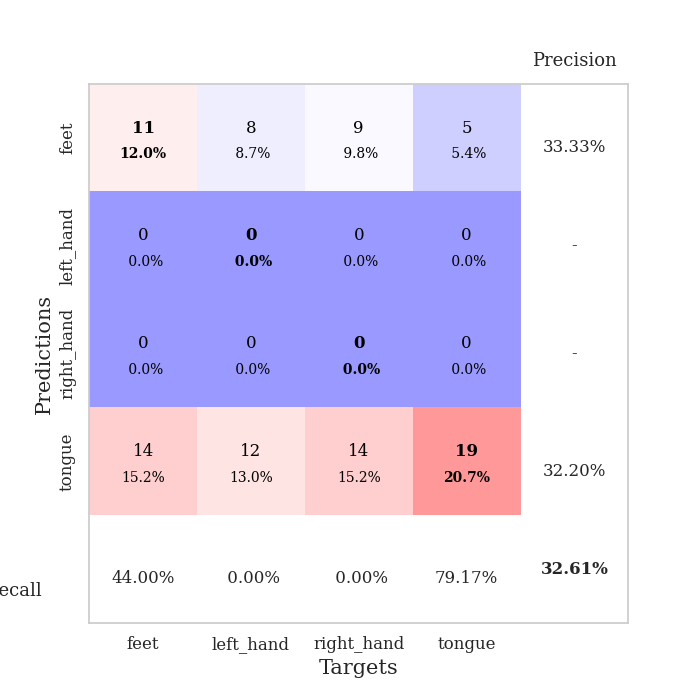 Precision
feet 11 8 9 5 33.33%
12.0% 8.7% 9.8% 5.4%
left_hand 0 0 0 0 -
0.0% 0.0% 0.0% 0.0%
Predictions
right_hand 0 0 0 0 -
0.0% 0.0% 0.0% 0.0%
tongue 14 12 14 19 32.20%
15.2% 13.0% 15.2% 20.7%
ecall 44.00% 0.00% 0.00% 79.17% 32.61%
feet left_hand right_hand tongue
Targets